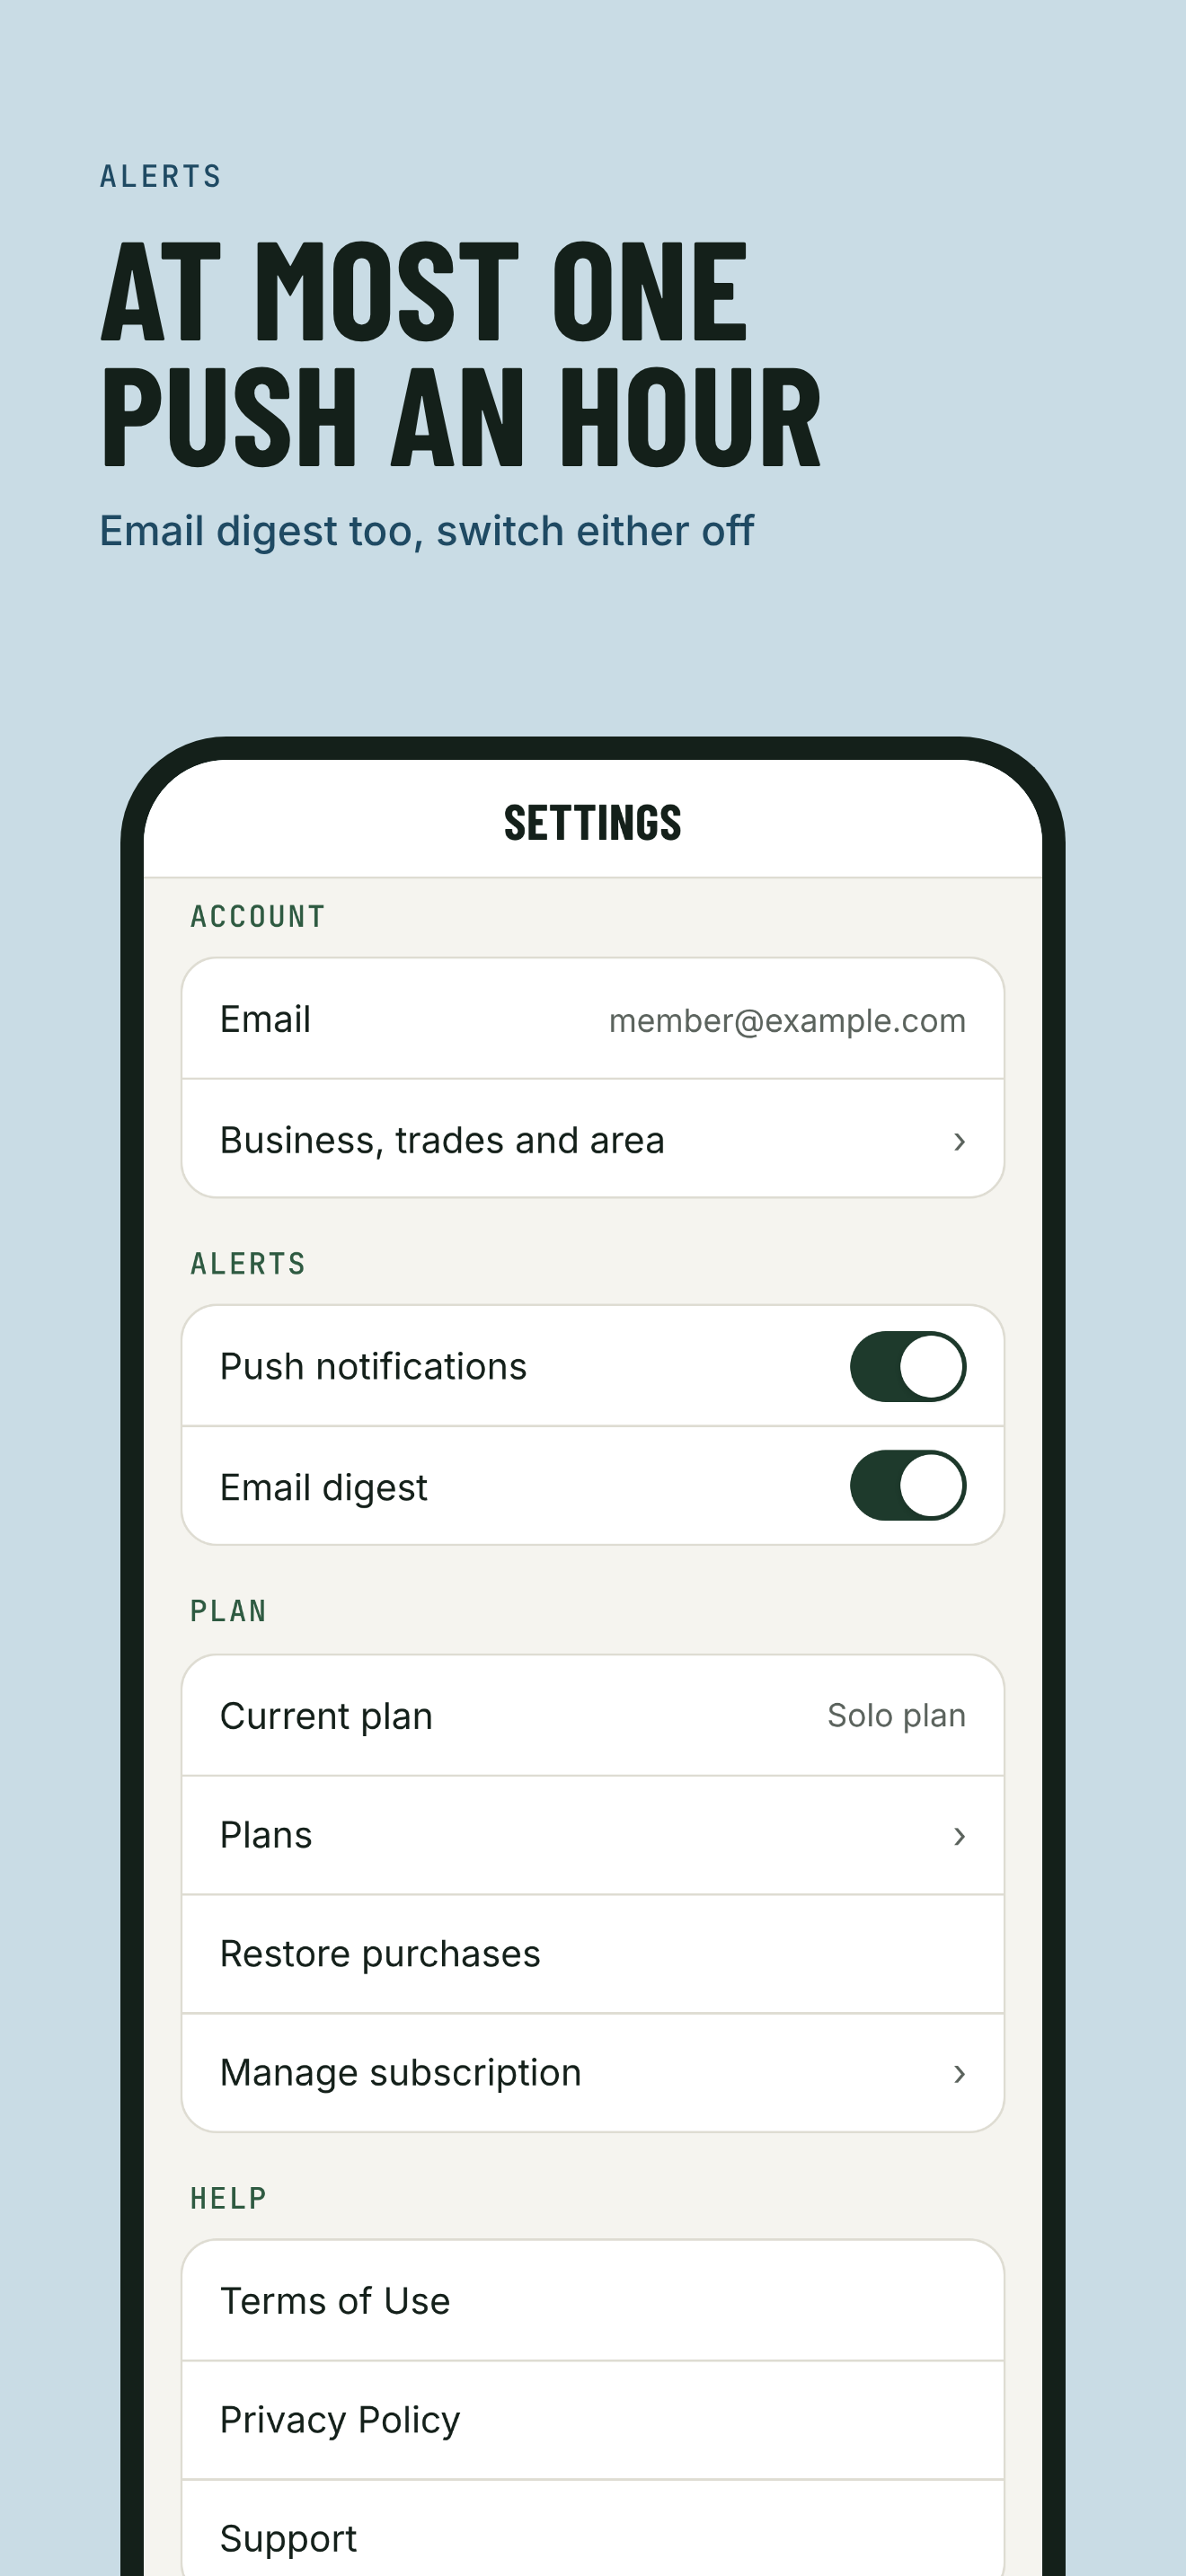 ALERTS
AT MOST ONE
PUSH AN HOUR
Email digest too, switch either off
SETTINGS
ACCOUNT
Email member@example.com
Business, trades and area ›
ALERTS
Push notifications
Email digest
PLAN
Current plan Solo plan
Plans ›
Restore purchases
Manage subscription ›
HELP
Terms of Use
Privacy Policy
Support